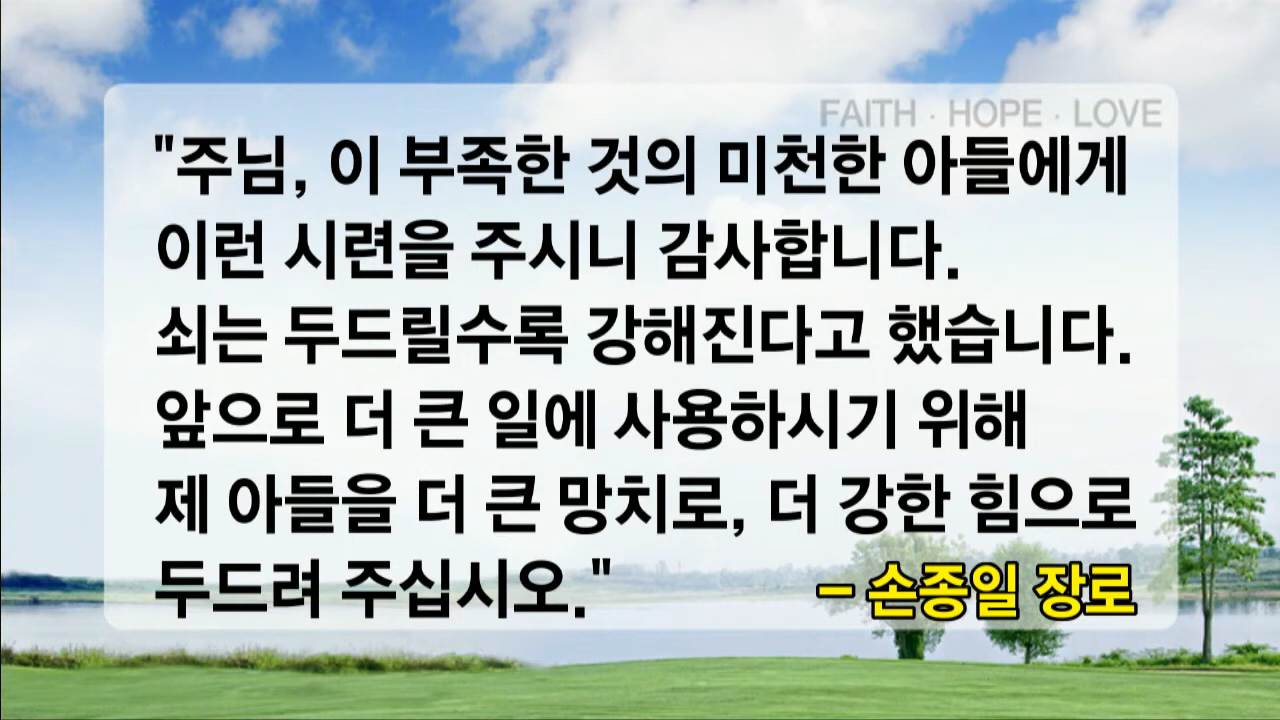 FAITH · HOPE · LOVE
"주님, 이 부족한 것의 미천한 아들에게
이런 시련을 주시니 감사합니다.
쇠는 두드릴수록 강해진다고 했습니다.
앞으로 더 큰 일에 사용하시기 위해
제 아들을 더 큰 망치로, 더 강한 힘으로
두드려 주십시오."
- 손종일 장로